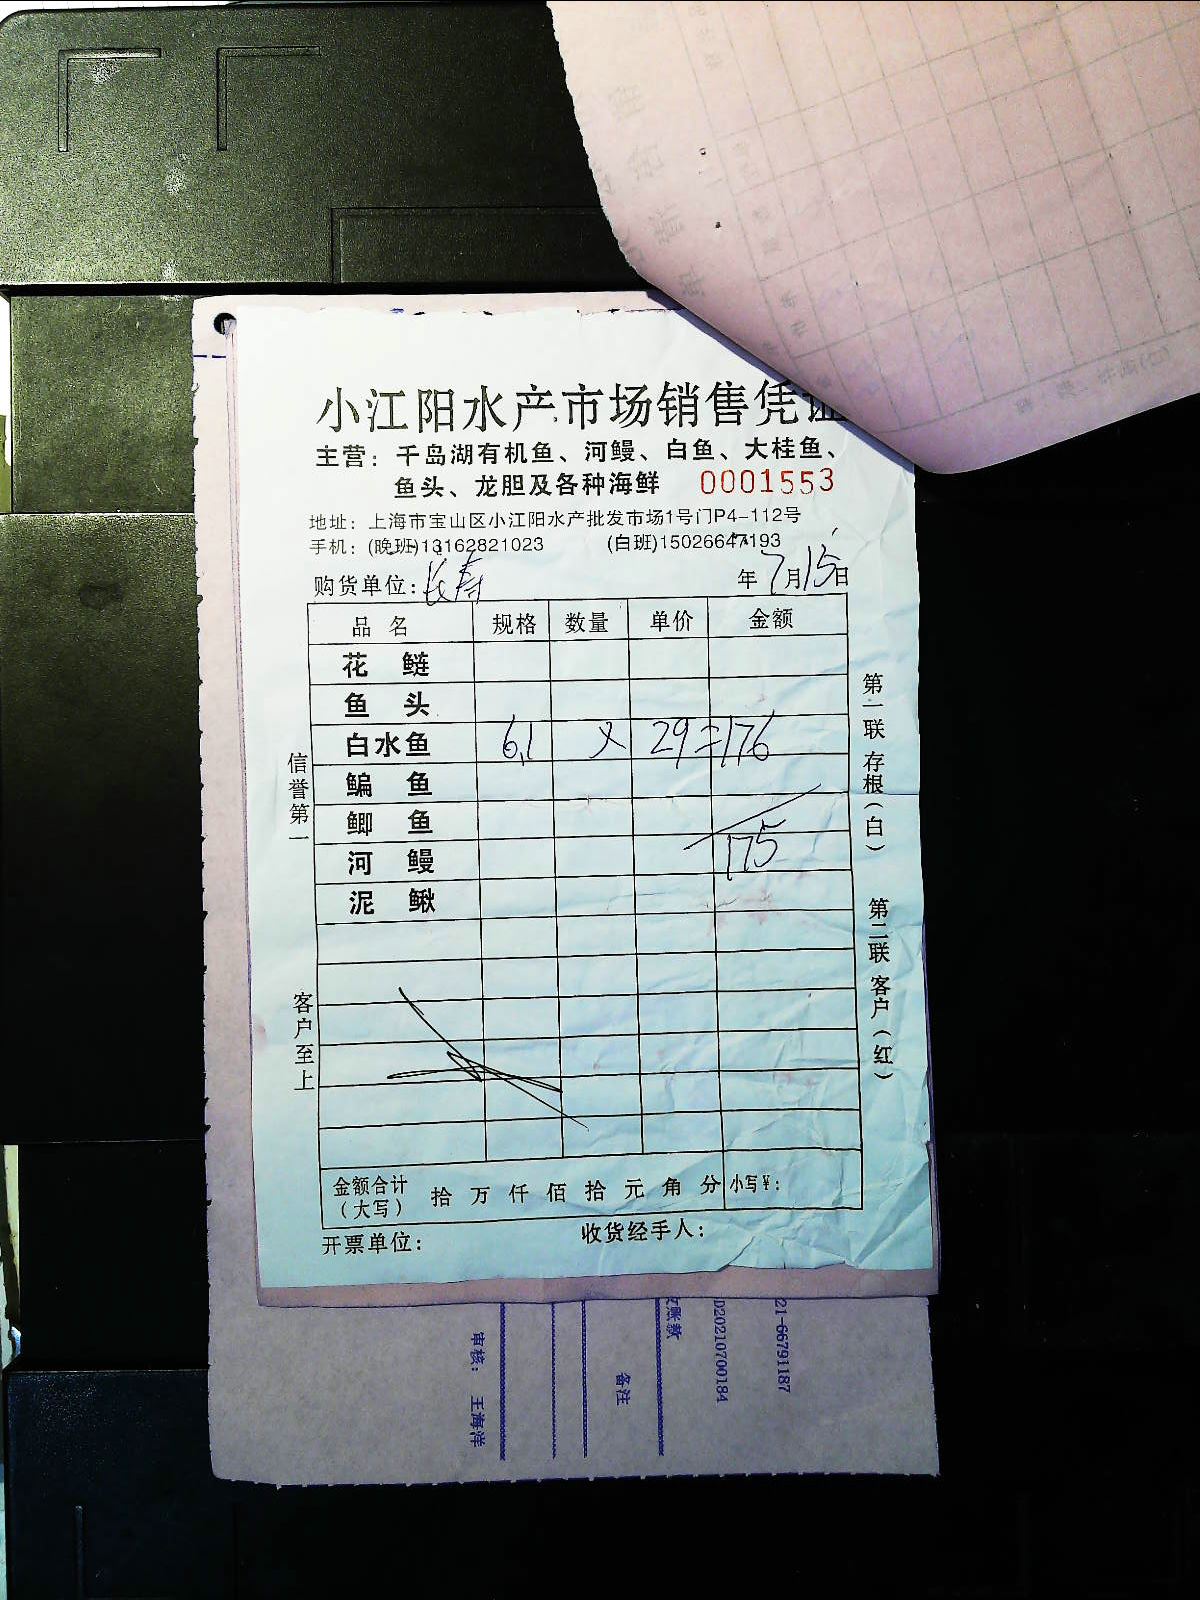 小江阳水产市场销售凭证
主营：千岛湖有机鱼、河鳗、白鱼、大桂鱼、
鱼头、龙胆及各种海鲜 0001553
地址：上海市宝山区小江阳水产批发市场1号门P4-112号
手机：(晚班)13162821023 (白班)15026647193
购货单位：长寿 年7月15日
品名 规格 数量 单价 金额
花鲢
鱼头
白水鱼 6.1 × 29=176
鳊鱼
鲫鱼
河鳗 175
泥鳅
金额合计（大写） 拾万仟佰拾元角分 小写¥：
开票单位： 收货经手人：
信誉第一
客户至上
第一联 存根（白）
第二联 客户（红）
21-66791187
D20210700184
收账款
备注
审核： 王海洋